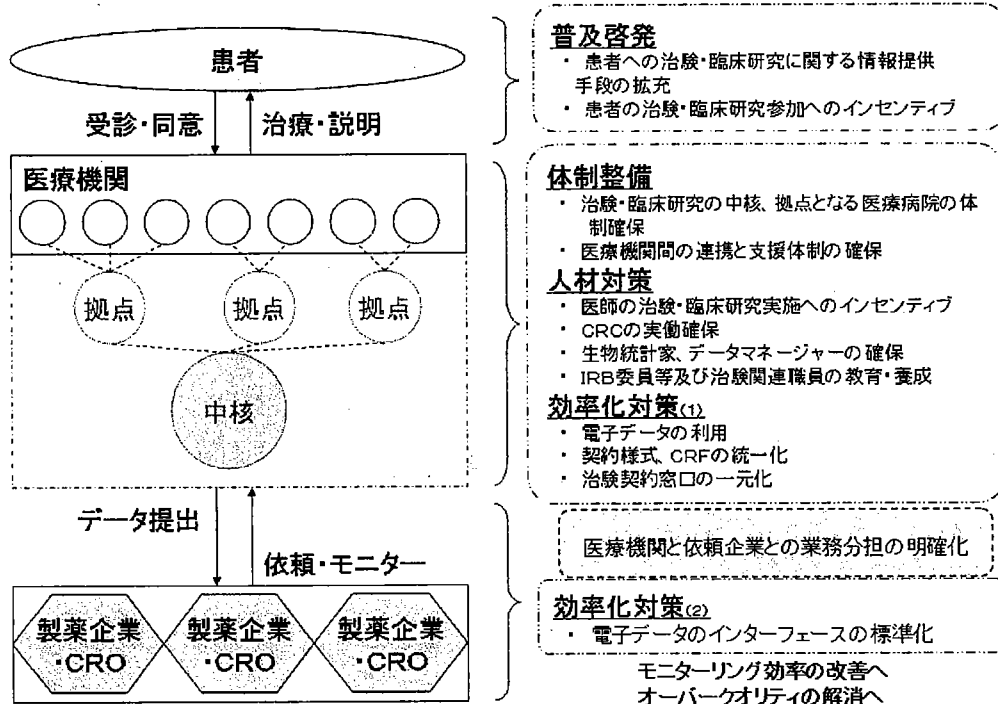 患者
受診・同意
治療・説明
医療機関
拠点
拠点
拠点
中核
データ提出
依頼・モニター
製薬企業
・CRO
製薬企業
・CRO
製薬企業
・CRO
普及啓発
・ 患者への治験・臨床研究に関する情報提供
手段の拡充
・ 患者の治験・臨床研究参加へのインセンティブ
体制整備
・ 治験・臨床研究の中核、拠点となる医療病院の体
制確保
・ 医療機関間の連携と支援体制の確保
人材対策
・ 医師の治験・臨床研究実施へのインセンティブ
・ CRCの実働確保
・ 生物統計家、データマネージャーの確保
・ IRB委員等及び治験関連職員の教育・養成
効率化対策(1)
・ 電子データの利用
・ 契約様式、CRFの統一化
・ 治験契約窓口の一元化
医療機関と依頼企業との業務分担の明確化
効率化対策(2)
・ 電子データのインターフェースの標準化
モニターリング効率の改善へ
オーバークオリティの解消へ